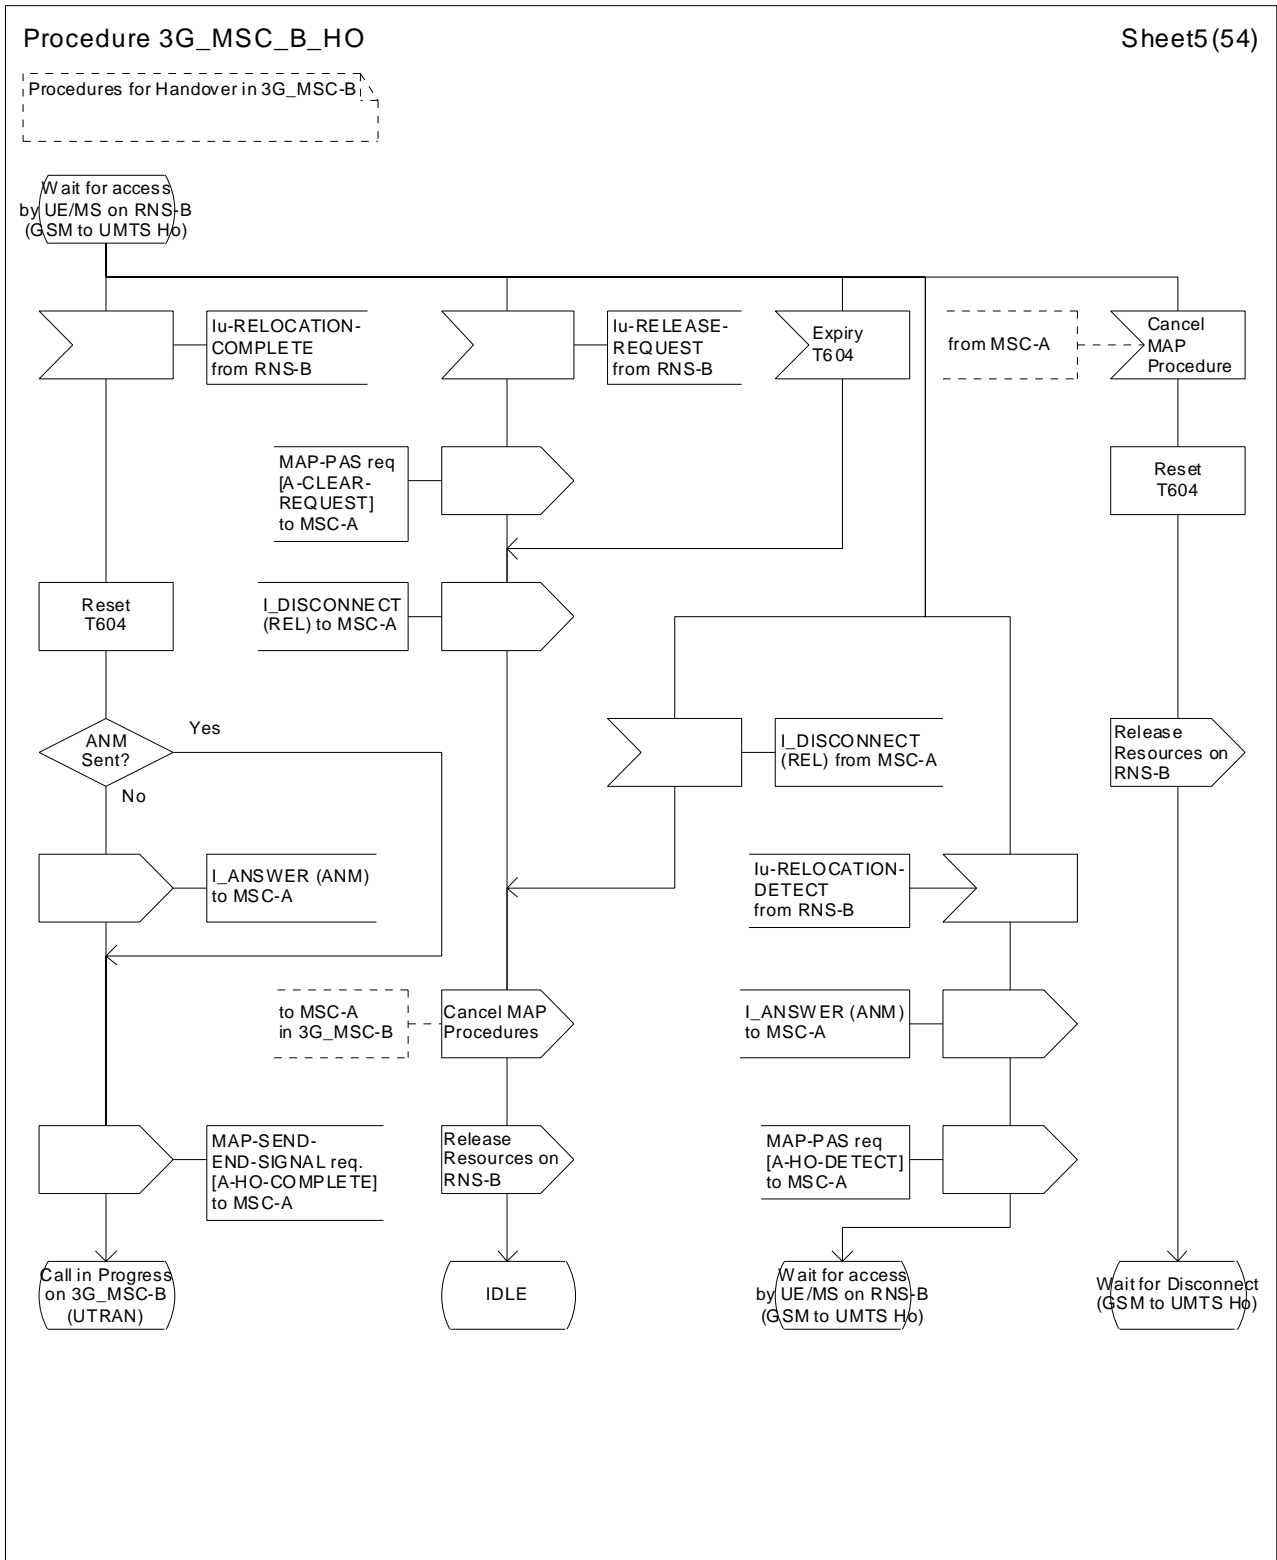 Procedure 3G_MSC_B_HO
Sheet5(54)
Procedures for Handover in 3G_MSC-B
Wait for access
by UE/MS on RNS-B
(GSM to UMTS Ho)
Iu-RELOCATION-
COMPLETE
from RNS-B
Iu-RELEASE-
REQUEST
from RNS-B
Expiry
T604
from MSC-A
Cancel
MAP
Procedure
MAP-PAS req
[A-CLEAR-
REQUEST]
to MSC-A
Reset
T604
Reset
T604
I_DISCONNECT
(REL) to MSC-A
ANM
Sent?
Yes
No
I_DISCONNECT
(REL) from MSC-A
Release
Resources on
RNS-B
I_ANSWER (ANM)
to MSC-A
Iu-RELOCATION-
DETECT
from RNS-B
to MSC-A
in 3G_MSC-B
Cancel MAP
Procedures
I_ANSWER (ANM)
to MSC-A
MAP-SEND-
END-SIGNAL req.
[A-HO-COMPLETE]
to MSC-A
Release
Resources on
RNS-B
MAP-PAS req
[A-HO-DETECT]
to MSC-A
Call in Progress
on 3G_MSC-B
(UTRAN)
IDLE
Wait for access
by UE/MS on RNS-B
(GSM to UMTS Ho)
Wait for Disconnect
(GSM to UMTS Ho)